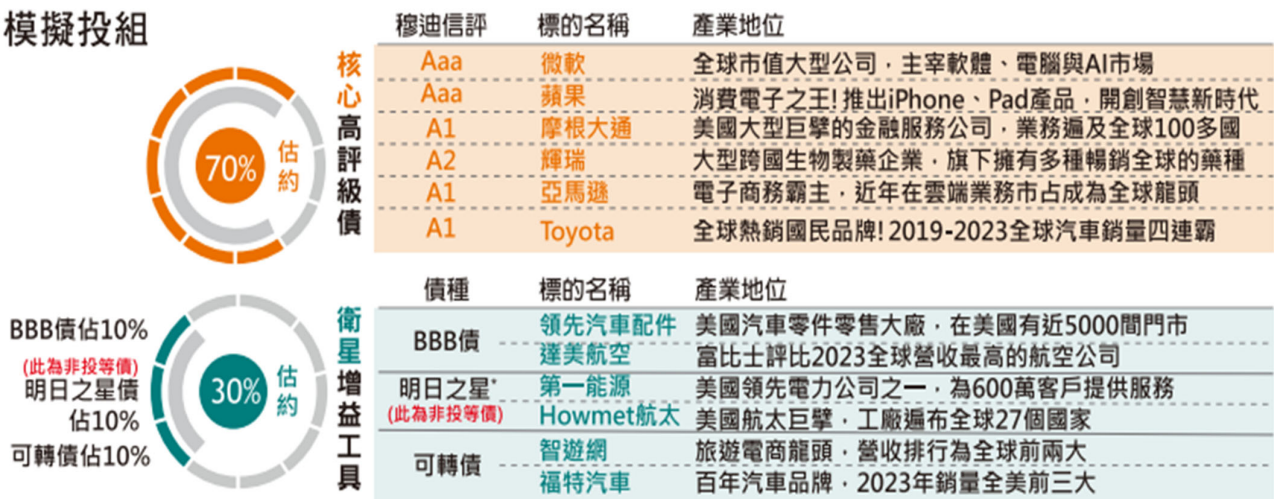 模擬投組
70%
估約
核心高評級債
穆迪信評 標的名稱 產業地位
Aaa 微軟 全球市值大型公司，主宰軟體、電腦與AI市場
Aaa 蘋果 消費電子之王!推出iPhone、Pad產品，開創智慧新時代
A1 摩根大通 美國大型巨擘的金融服務公司，業務遍及全球100多國
A2 輝瑞 大型跨國生物製藥企業，旗下擁有多種暢銷全球的藥種
A1 亞馬遜 電子商務霸主，近年在雲端業務市占成為全球龍頭
A1 Toyota 全球熱銷國民品牌!2019-2023全球汽車銷量四連霸
BBB債佔10%
(此為非投等債)
明日之星債
佔10%
可轉債佔10%
30%
估約
衛星增益工具
債種 標的名稱 產業地位
BBB債 領先汽車配件 美國汽車零件零售大廠，在美國有近5000間門市
達美航空 富比士評比2023全球營收最高的航空公司
明日之星* 第一能源 美國領先電力公司之一，為600萬客戶提供服務
(此為非投等債) Howmet航太 美國航太巨擘，工廠遍布全球27個國家
可轉債 智遊網 旅遊電商龍頭，營收排行為全球前兩大
福特汽車 百年汽車品牌，2023年銷量全美前三大